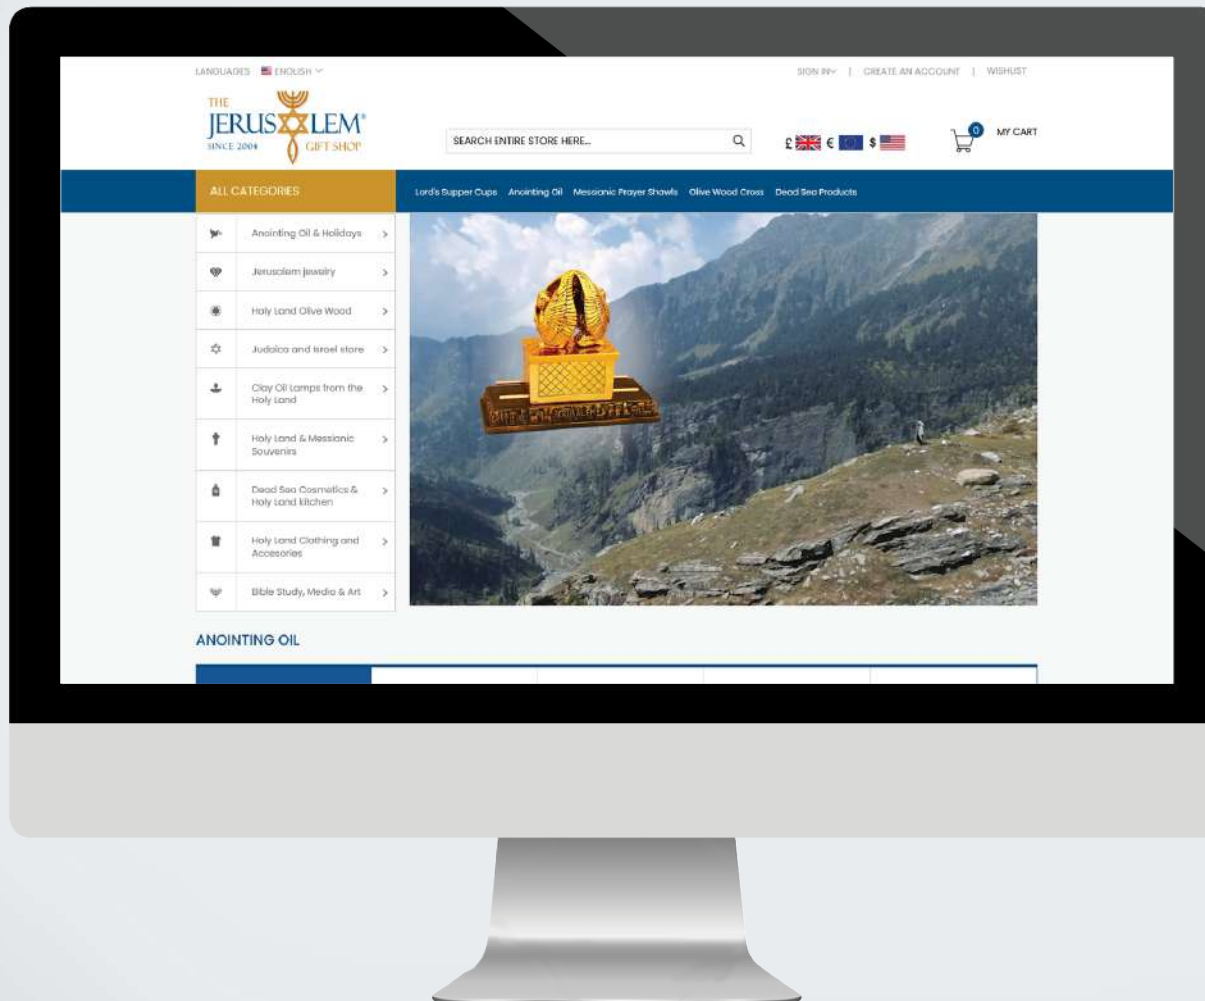 LANGUAGES ENGLISH
SIGN IN | CREATE AN ACCOUNT | WISHLIST
THE
JERUSALEM®
SINCE 2004 GIFT SHOP
SEARCH ENTIRE STORE HERE...
£ € $
0 MY CART
ALL CATEGORIES
Lord's Supper Cups Anointing Oil Messianic Prayer Shawls Olive Wood Cross Dead Sea Products
Anointing Oil & Holidays
Jerusalem jewelry
Holy Land Olive Wood
Judaica and Israel store
Clay Oil Lamps from the
Holy Land
Holy Land & Messianic
Souvenirs
Dead Sea Cosmetics &
Holy Land kitchen
Holy Land Clothing and
Accesories
Bible Study, Media & Art
ANOINTING OIL